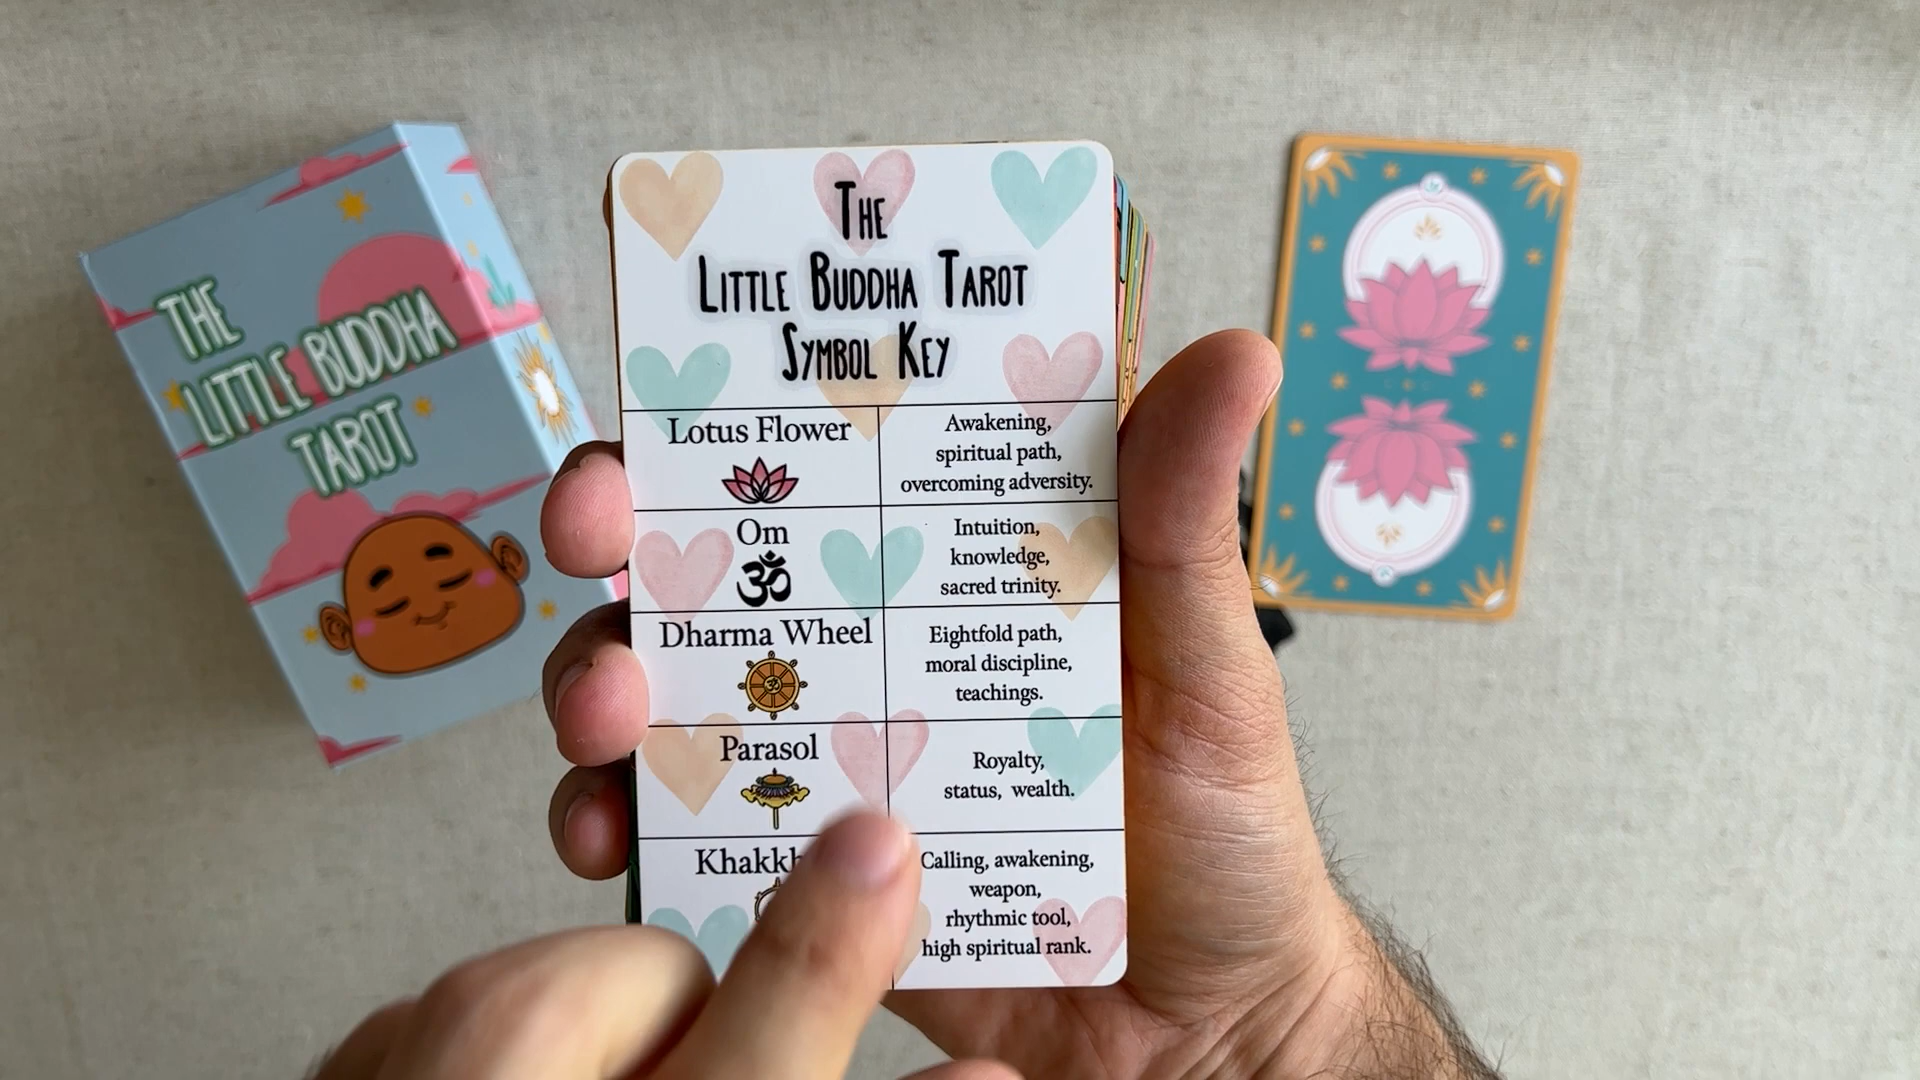 THE
LITTLE BUDDHA
TAROT
THE
LITTLE BUDDHA TAROT
SYMBOL KEY
Lotus Flower
Awakening,
spiritual path,
overcoming adversity.
Om
ॐ
Intuition,
knowledge,
sacred trinity.
Dharma Wheel
Eightfold path,
moral discipline,
teachings.
Parasol
Royalty,
status, wealth.
Calling, awakening,
weapon,
rhythmic tool,
high spiritual rank.